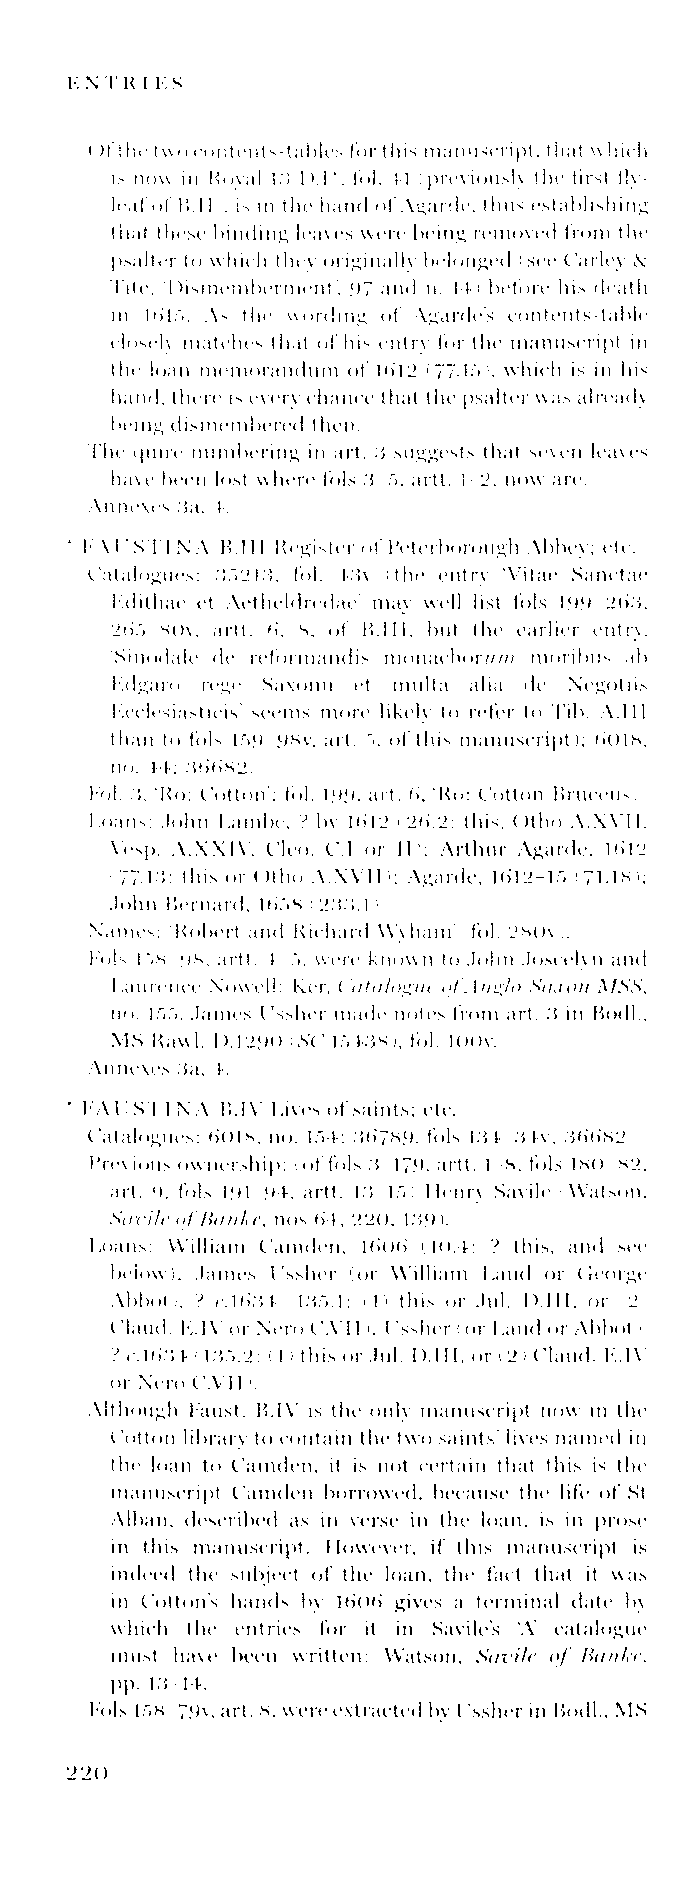 ENTRIES
Of the two contents-tables for this manuscript, that which
is now in Royal 13 D.I*, fol. 41 (previously the first fly-
leaf of B.II), is in the hand of Agarde, thus establishing
that these binding leaves were being removed from the
psalter to which they originally belonged (see Carley &
Tite, 'Dismemberment', 97 and n. 14) before his death
in 1615. As the wording of Agarde's contents-table
closely matches that of his entry for the manuscript in
the loan memorandum of 1612 (77.15), which is in his
hand, there is every chance that the psalter was already
being dismembered then.
The quire numbering in art. 3 suggests that seven leaves
have been lost where fols 3–5, artt. 1–2, now are.
Annexes 3a, 4.
* FAUSTINA B.III Register of Peterborough Abbey; etc.
Catalogues: 35213, fol. 43v (the entry 'Vitae Sanctae
Edithae et Aetheldredae' may well list fols 199–263,
265–80v, artt. 6, 8, of B.III, but the earlier entry,
'Sinodale de reformandis monachorum moribus ab
Edgaro rege Saxonu et multa alia de Negotiis
Ecclesiasticis' seems more likely to refer to Tib. A.III
than to fols 159–98v, art. 5, of this manuscript); 6018,
no. 44; 36682.
Fol. 3, 'Ro: Cotton'; fol. 199, art. 6, 'Ro: Cotton Bruceus'.
Loans: John Lambe, ? by 1612 (26.2: this, Otho A.XVII,
Vesp. A.XXIV, Cleo. C.I or II); Arthur Agarde, 1612
(77.13: this or Otho A.XVII); Agarde, 1612–15 (71.18);
John Bernard, 1658 (233.1).
Names: 'Robert and Richard Wyham' (fol. 280v).
Fols 158–98, artt. 4–5, were known to John Joscelyn and
Laurence Nowell: Ker, Catalogue of Anglo-Saxon MSS,
no. 155. James Ussher made notes from art. 3 in Bodl.,
MS Rawl. D.1290 (SC 15438), fol. 100v.
Annexes 3a, 4.
* FAUSTINA B.IV Lives of saints; etc.
Catalogues: 6018, no. 154; 36789, fols 134–34v; 36682.
Previous ownership: (of fols 3–179, artt. 1–8, fols 180–82,
art. 9, fols 191–94, artt. 13–15) Henry Savile (Watson,
Savile of Banke, nos 64, 220, 139).
Loans: William Camden, 1606 (10.4: ? this, and see
below); James Ussher (or William Laud or George
Abbot), ? c.1634 (135.1: (1) this or Jul. D.III, or (2)
Claud. E.IV or Nero C.VII); Ussher (or Laud or Abbot)
? c.1634 (135.2: (1) this or Jul. D.III, or (2) Claud. E.IV
or Nero C.VII).
Although Faust. B.IV is the only manuscript now in the
Cotton library to contain the two saints' lives named in
the loan to Camden, it is not certain that this is the
manuscript Camden borrowed, because the life of St
Alban, described as in verse in the loan, is in prose
in this manuscript. However, if this manuscript is
indeed the subject of the loan, the fact that it was
in Cotton's hands by 1606 gives a terminal date by
which the entries for it in Savile's 'A' catalogue
must have been written: Watson, Savile of Banke,
pp. 13–14.
Fols 158–79v, art. 8, were extracted by Ussher in Bodl., MS
220